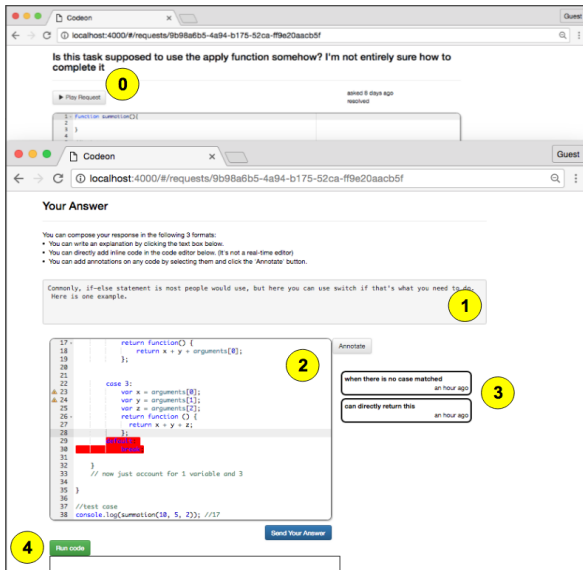 Codeon
Guest
localhost:4000/#/requests/9b98a6b5-4a94-b175-52ca-ff9e20aacb5f
Is this task supposed to use the apply function somehow? I'm not entirely sure how to
complete it
0
Play Request
asked 8 days ago
resolved
1 function summation(){
2
3 }
4
Codeon
Guest
localhost:4000/#/requests/9b98a6b5-4a94-b175-52ca-ff9e20aacb5f
Your Answer
You can compose your response in the following 3 formats:
• You can write an explanation by clicking the text box below.
• You can directly add inline code in the code editor below. (It's not a real-time editor)
• You can add annotations on any code by selecting them and click the 'Annotate' button.
Commonly, if-else statement is most people would use, but here you can use switch if that's what you need to do.
Here is one example.
1
17 return function() {
18 return x + y + arguments[0];
19 };
20
21
22 case 3:
23 var x = arguments[0];
24 var y = arguments[1];
25 var z = arguments[2];
26 return function () {
27 return x + y + z;
28 };
29
30
31
32 }
33 // now just account for 1 variable and 3
34
35 }
36
37 //test case
38 console.log(summation(10, 5, 2)); //17
2
Annotate
when there is no case matched
an hour ago
can directly return this
an hour ago
3
Send Your Answer
4
Run code